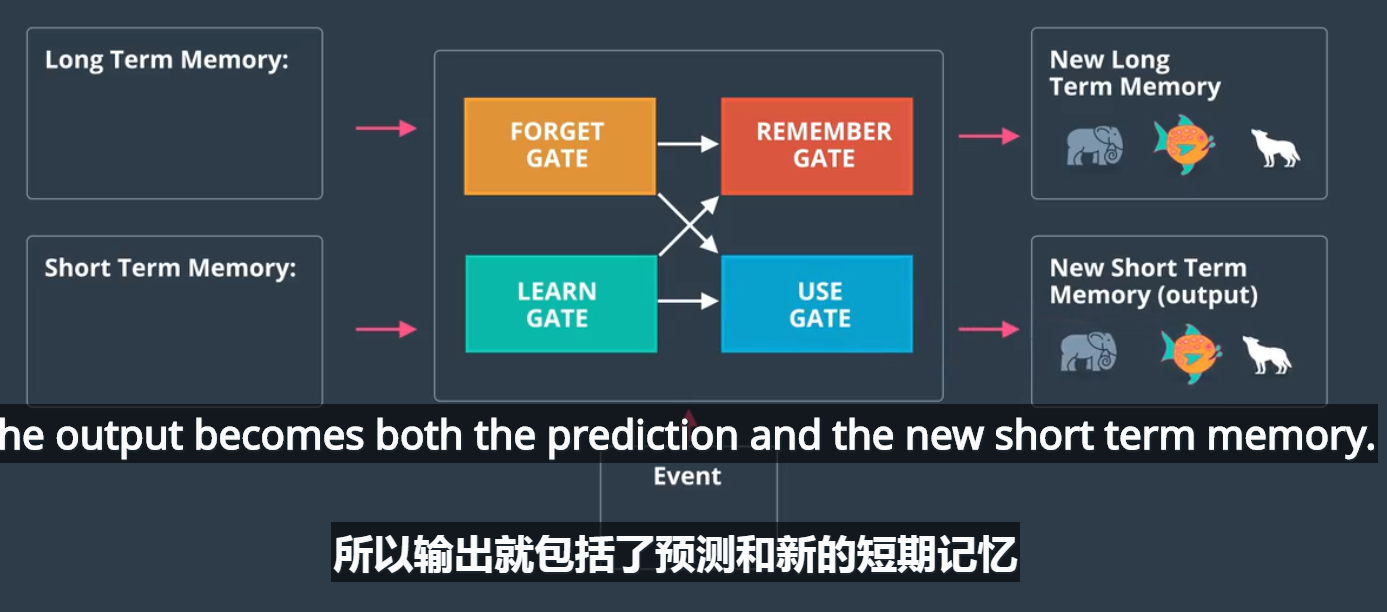 Long Term Memory:
Short Term Memory:
FORGET
GATE
REMEMBER
GATE
LEARN
GATE
USE
GATE
New Long
Term Memory
New Short Term
Memory (output)
he output becomes both the prediction and the new short term memory.
Event
所以输出就包括了预测和新的短期记忆